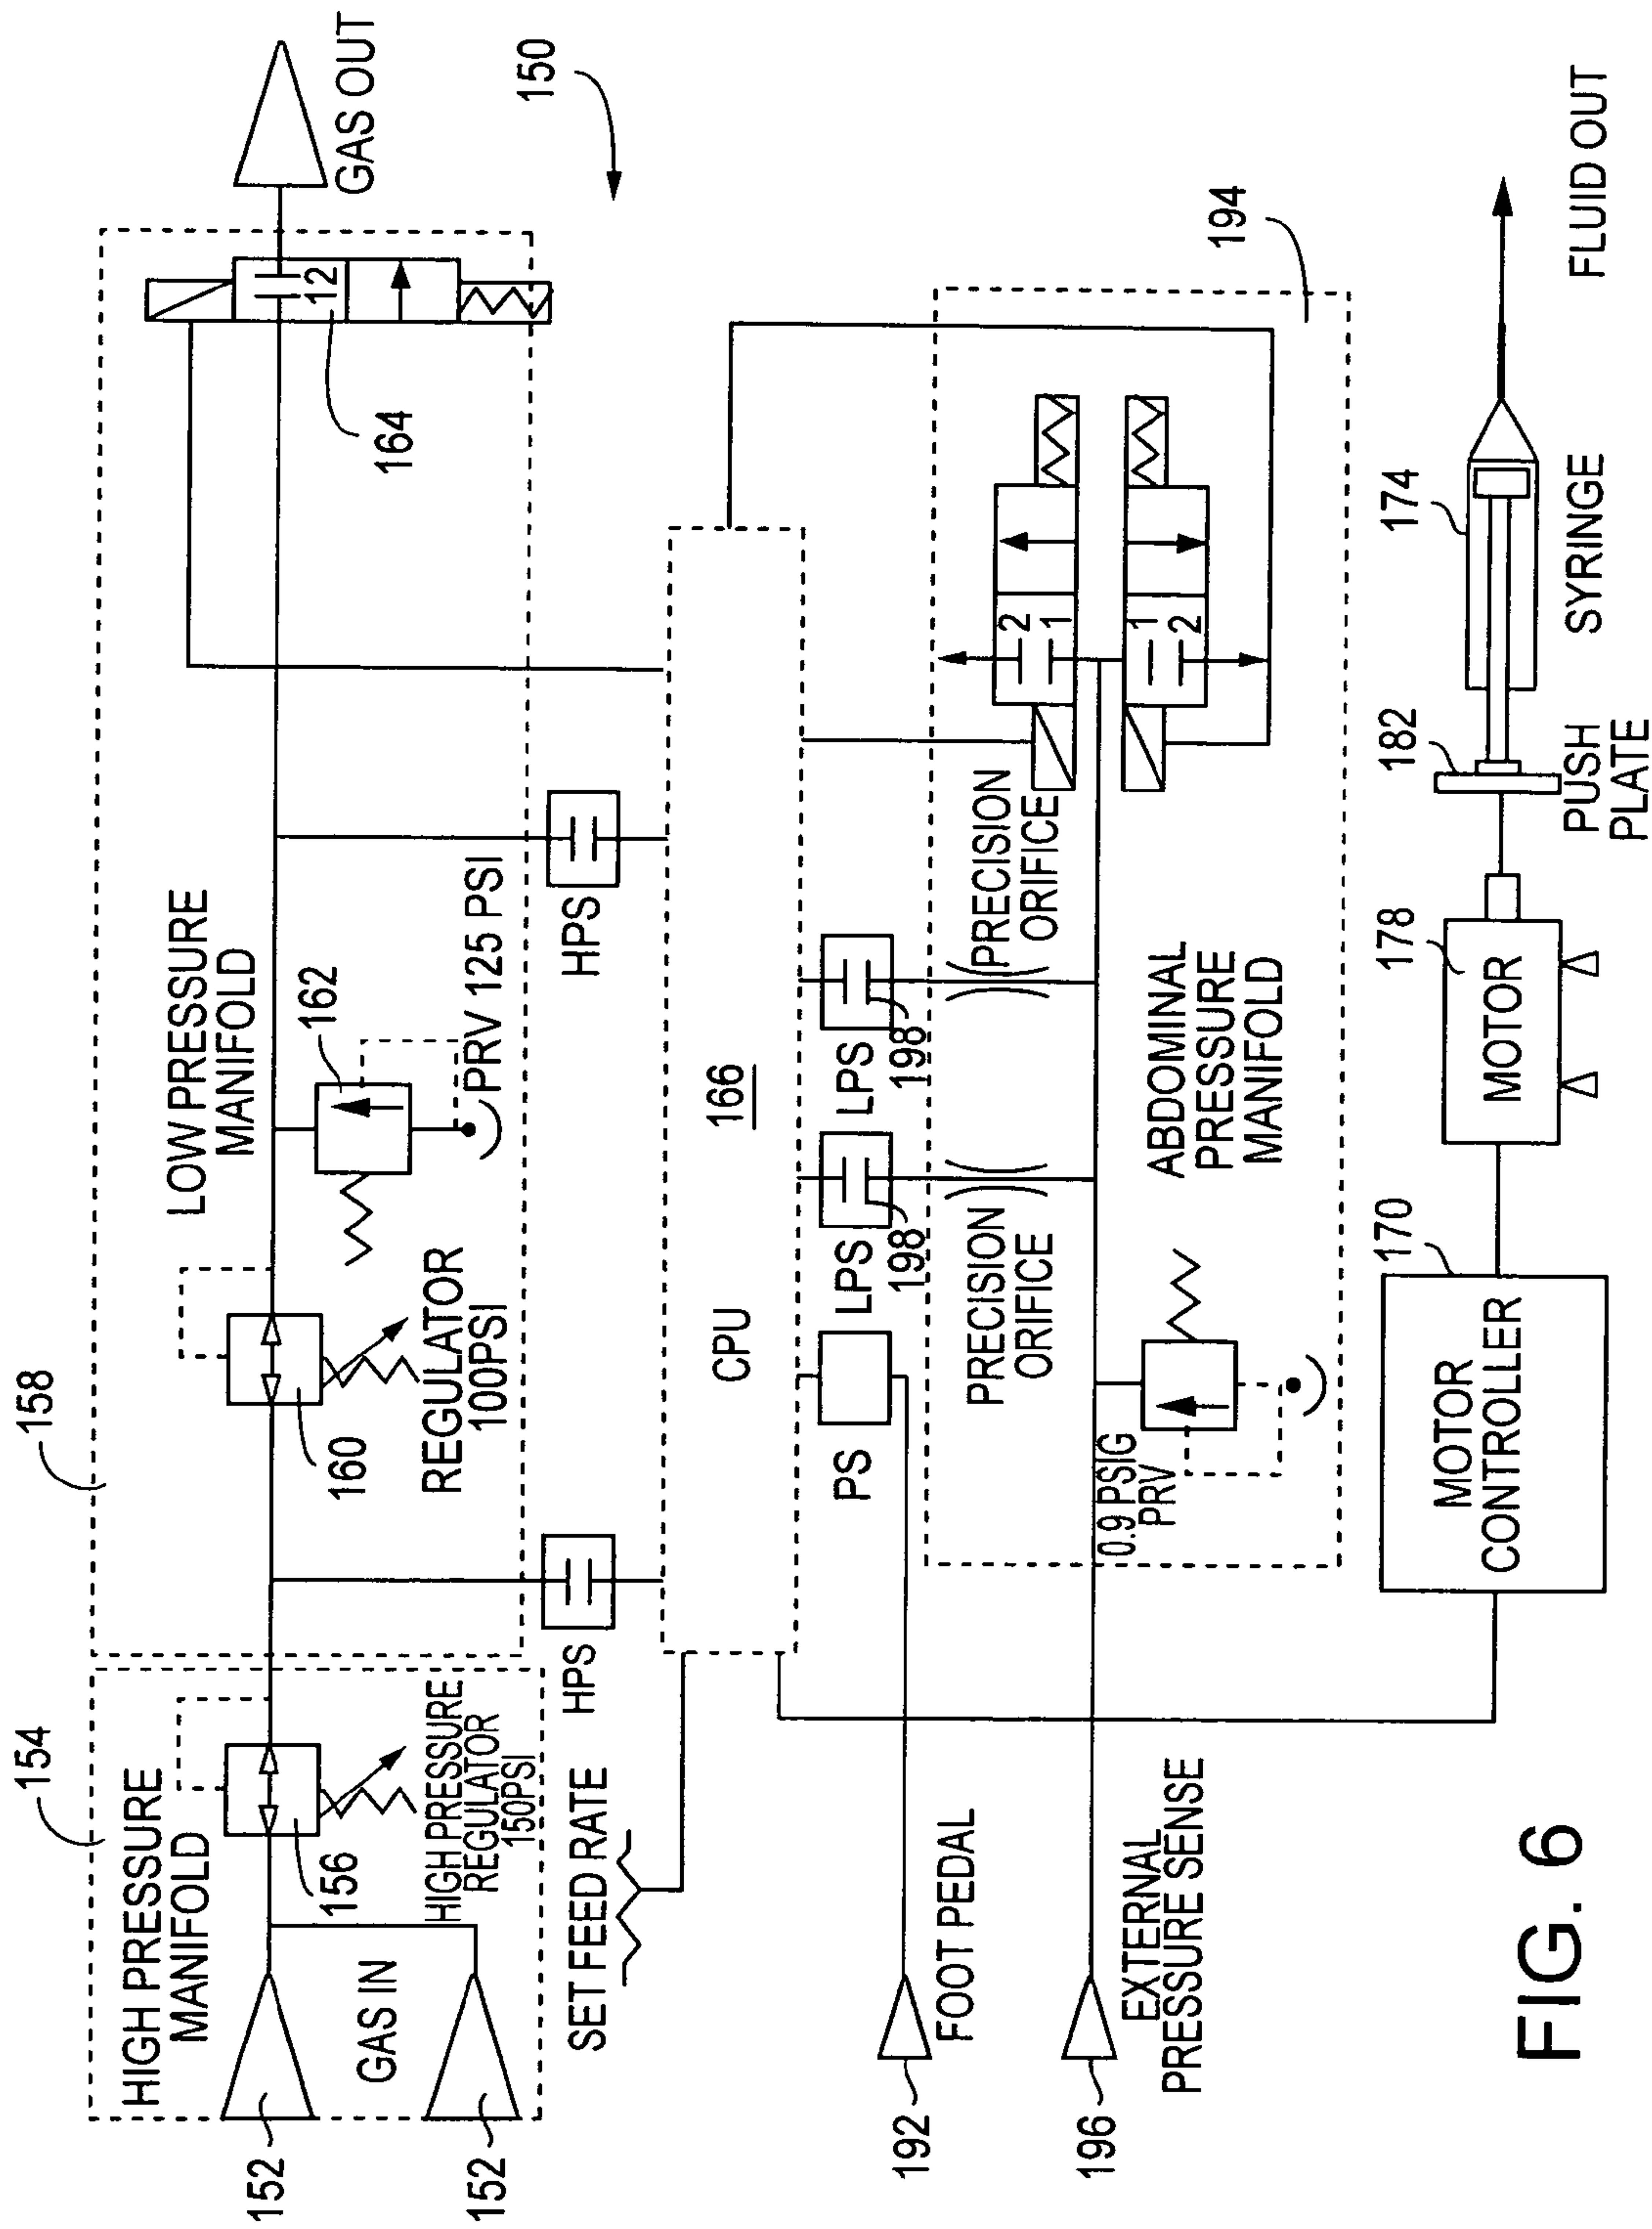 HIGH PRESSURE
MANIFOLD
154
GAS IN
152
152
156
HIGH PRESSURE
REGULATOR
150PSI
158
LOW PRESSURE
MANIFOLD
160
REGULATOR
100PSI
162
PRV 125 PSI
164
12
GAS OUT
150
HPS
HPS
SET FEED RATE
CPU
166
PS
LPS
198
LPS
198
FOOT PEDAL
192
EXTERNAL
PRESSURE SENSE
196
PRECISION
ORIFICE
PRECISION
ORIFICE
0.9 PSIG
PRV
ABDOMINAL
PRESSURE
MANIFOLD
2
1
1
2
194
MOTOR
CONTROLLER
170
MOTOR
178
PUSH
PLATE
182
SYRINGE
174
FLUID OUT
FIG. 6